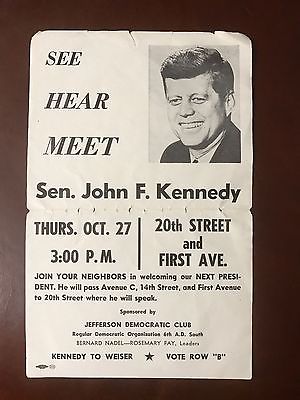 SEE
HEAR
MEET
Sen. John F. Kennedy
THURS. OCT. 27
3:00 P. M.
20th STREET
and
FIRST AVE.
JOIN YOUR NEIGHBORS in welcoming our NEXT PRESI-
DENT. He will pass Avenue C, 14th Street, and First Avenue
to 20th Street where he will speak.
Sponsored by
JEFFERSON DEMOCRATIC CLUB
Regular Democratic Organisation 6th A.D. South
BERNARD NADEL—ROSEMARY FAY, Leaders
KENNEDY TO WEISER ★ VOTE ROW "B"